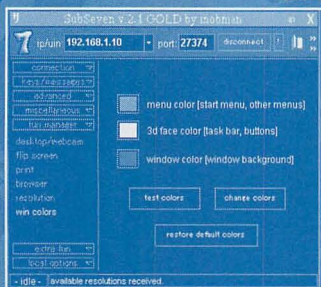 SubSeven v 2.1 GOLD by mobman
ip/uin 192.168.1.10 port: 27374 disconnect
connection
keys/messages
advanced
miscellaneous
fun manager
desktop/webcam
flip screen
print
browser
resolution
win colors
extra fun
local options
menu color [start menu, other menus]
3d face color [task bar, buttons]
window color [window background]
test colors change colors
restore default colors
- idle - available resolutions received.